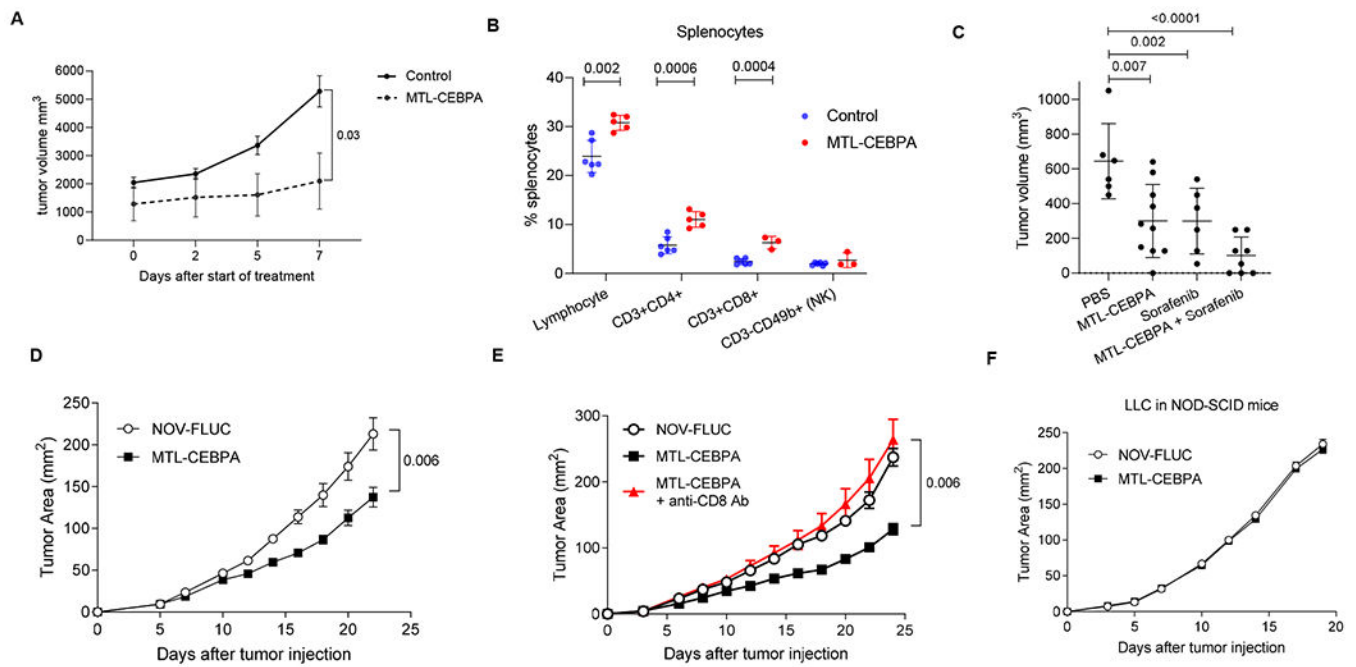 A
tumor volume mm3
6000
5000
4000
3000
2000
1000
0
0 2 5 7
Days after start of treatment
Control
MTL-CEBPA
0.03
B
Splenocytes
0.002 0.0006 0.0004
% splenocytes
40
30
20
10
0
Lymphocyte
CD3+CD4+
CD3+CD8+
CD3-CD49b+ (NK)
Control
MTL-CEBPA
C
<0.0001
0.002
0.007
Tumor volume (mm3)
1000
800
600
400
200
0
PBS
MTL-CEBPA
Sorafenib
MTL-CEBPA + Sorafenib
D
Tumor Area (mm2)
250
200
150
100
50
0
0 5 10 15 20 25
Days after tumor injection
NOV-FLUC
MTL-CEBPA
0.006
E
Tumor Area (mm2)
300
200
100
0
0 5 10 15 20 25
Days after tumor injection
NOV-FLUC
MTL-CEBPA
MTL-CEBPA
+ anti-CD8 Ab
0.006
F
LLC in NOD-SCID mice
Tumor Area (mm2)
250
200
150
100
50
0
0 5 10 15 20
Days after tumor injection
NOV-FLUC
MTL-CEBPA